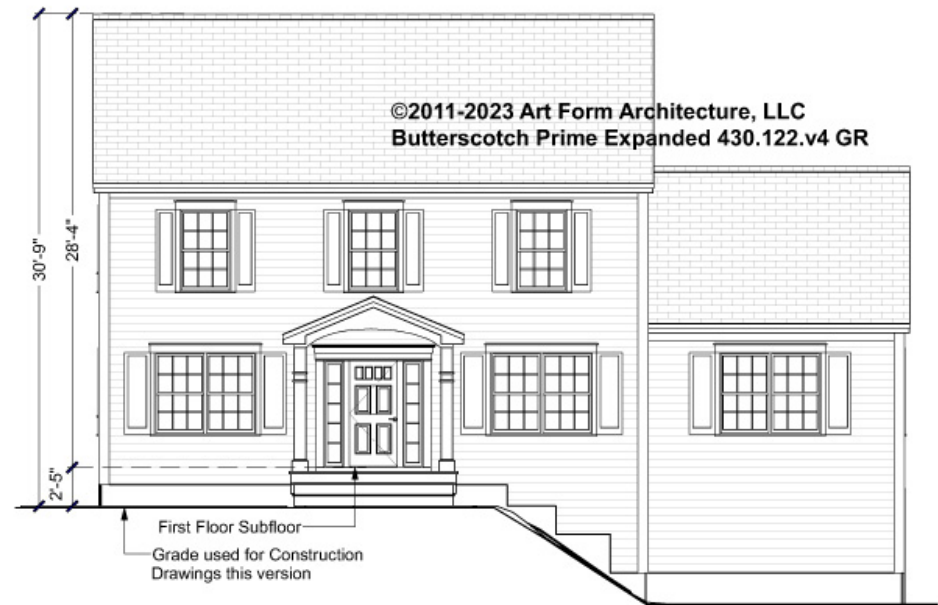 ©2011-2023 Art Form Architecture, LLC
Butterscotch Prime Expanded 430.122.v4 GR
30'-9"
28'-4"
2'-5"
First Floor Subfloor
Grade used for Construction
Drawings this version